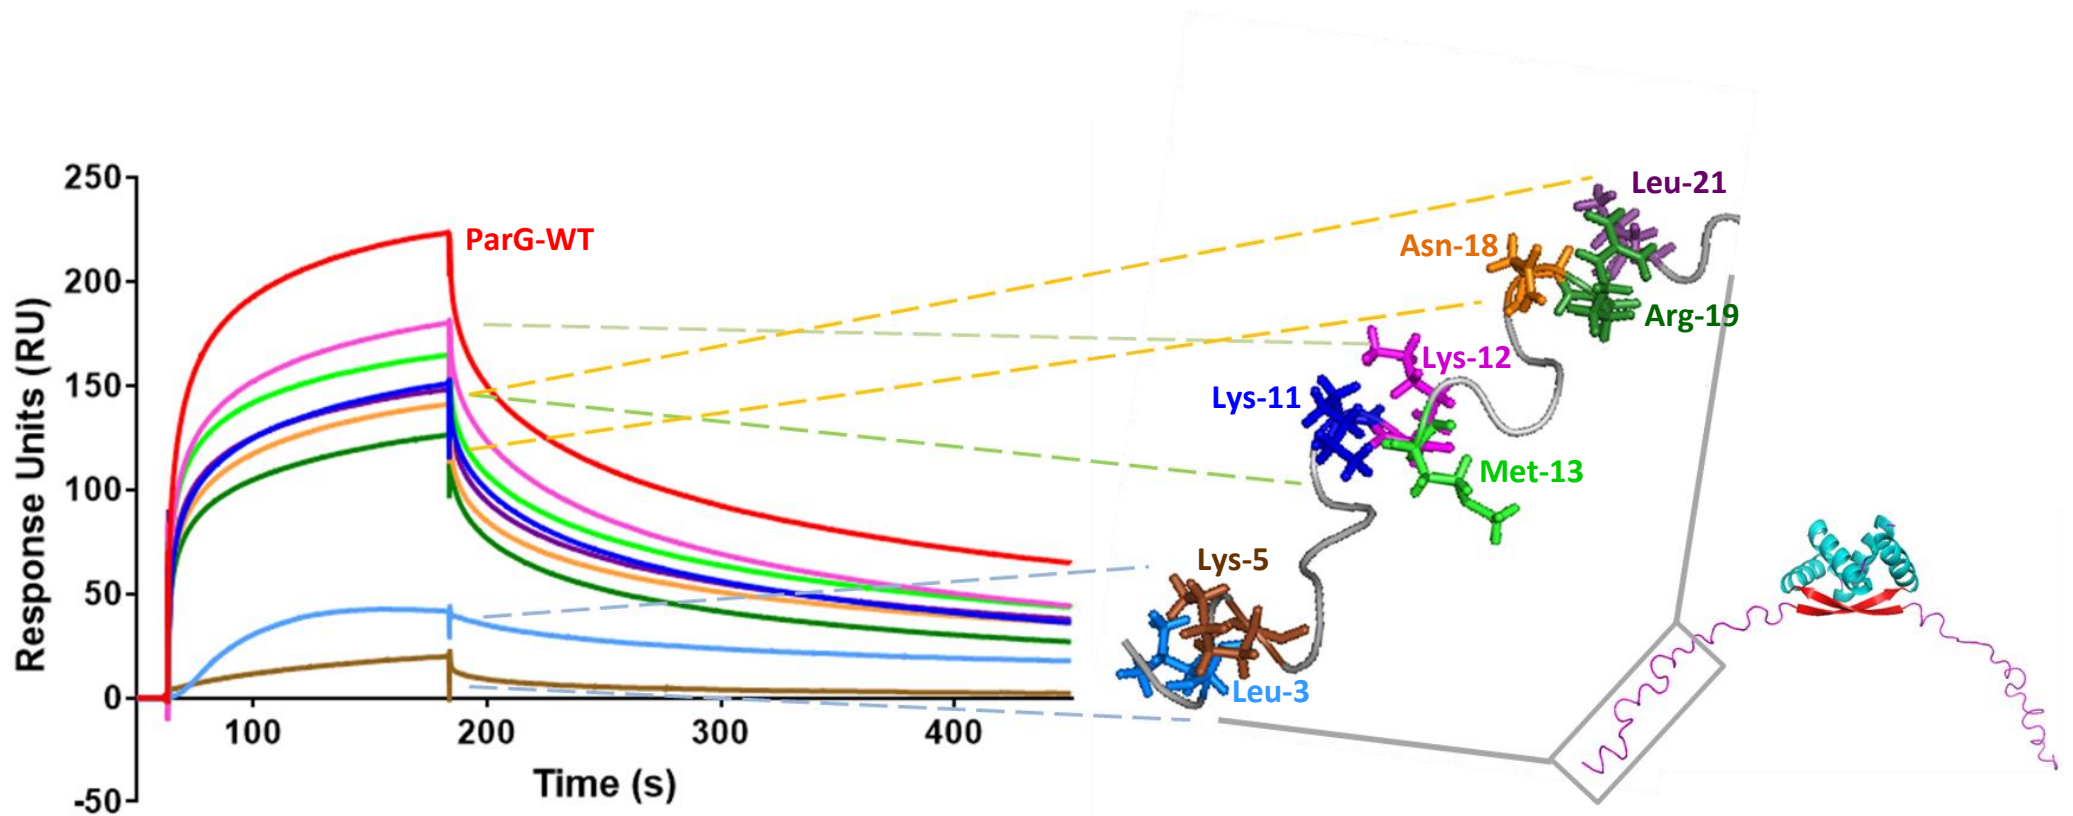 250
200
150
100
50
0
-50
Response Units (RU)
100
200
300
400
Time (s)
ParG-WT
Leu-21
Asn-18
Arg-19
Lys-12
Lys-11
Met-13
Lys-5
Leu-3